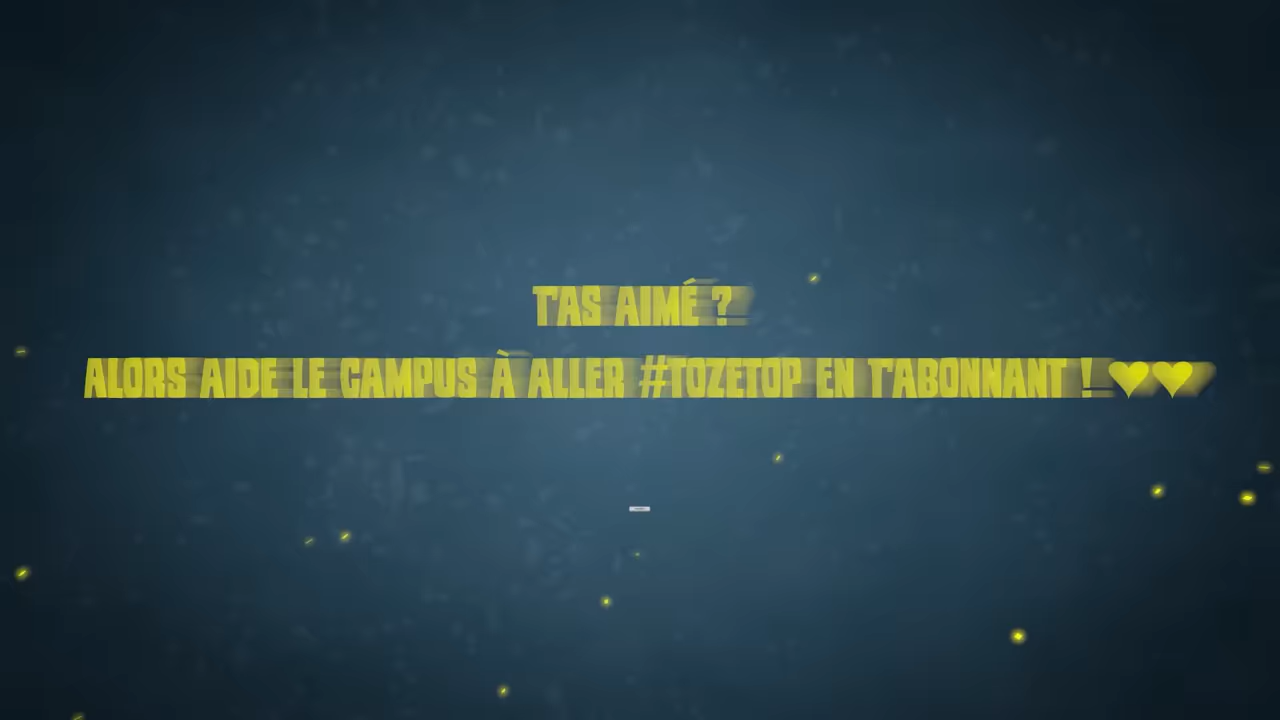 T'AS AIMÉ ?
ALORS AIDE LE CAMPUS À ALLER #TOZETOP EN T'ABONNANT ! ♥♥